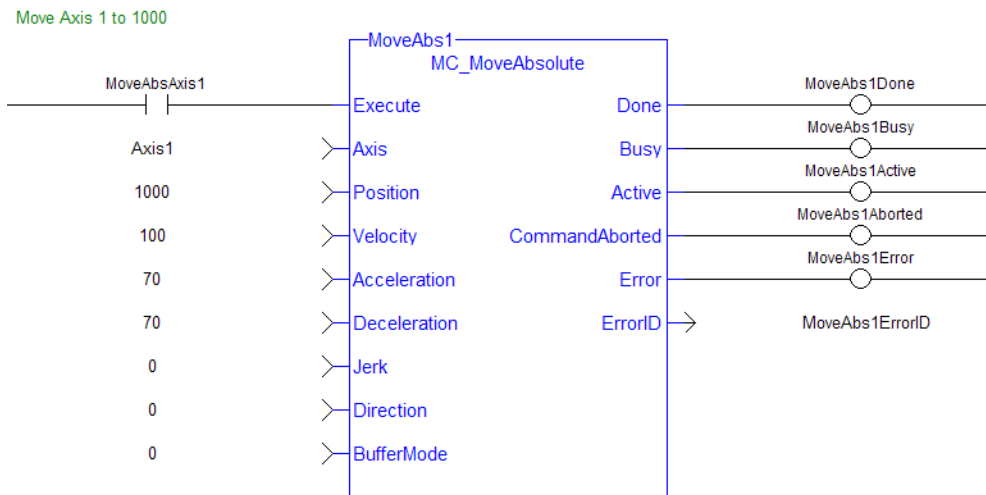 Move Axis 1 to 1000
MoveAbs1
MC_MoveAbsolute
MoveAbsAxis1
Execute
Done
MoveAbs1Done
Axis1
Axis
Busy
MoveAbs1Busy
1000
Position
Active
MoveAbs1Active
100
Velocity
CommandAborted
MoveAbs1Aborted
70
Acceleration
Error
MoveAbs1Error
70
Deceleration
ErrorID
MoveAbs1ErrorID
0
Jerk
0
Direction
0
BufferMode